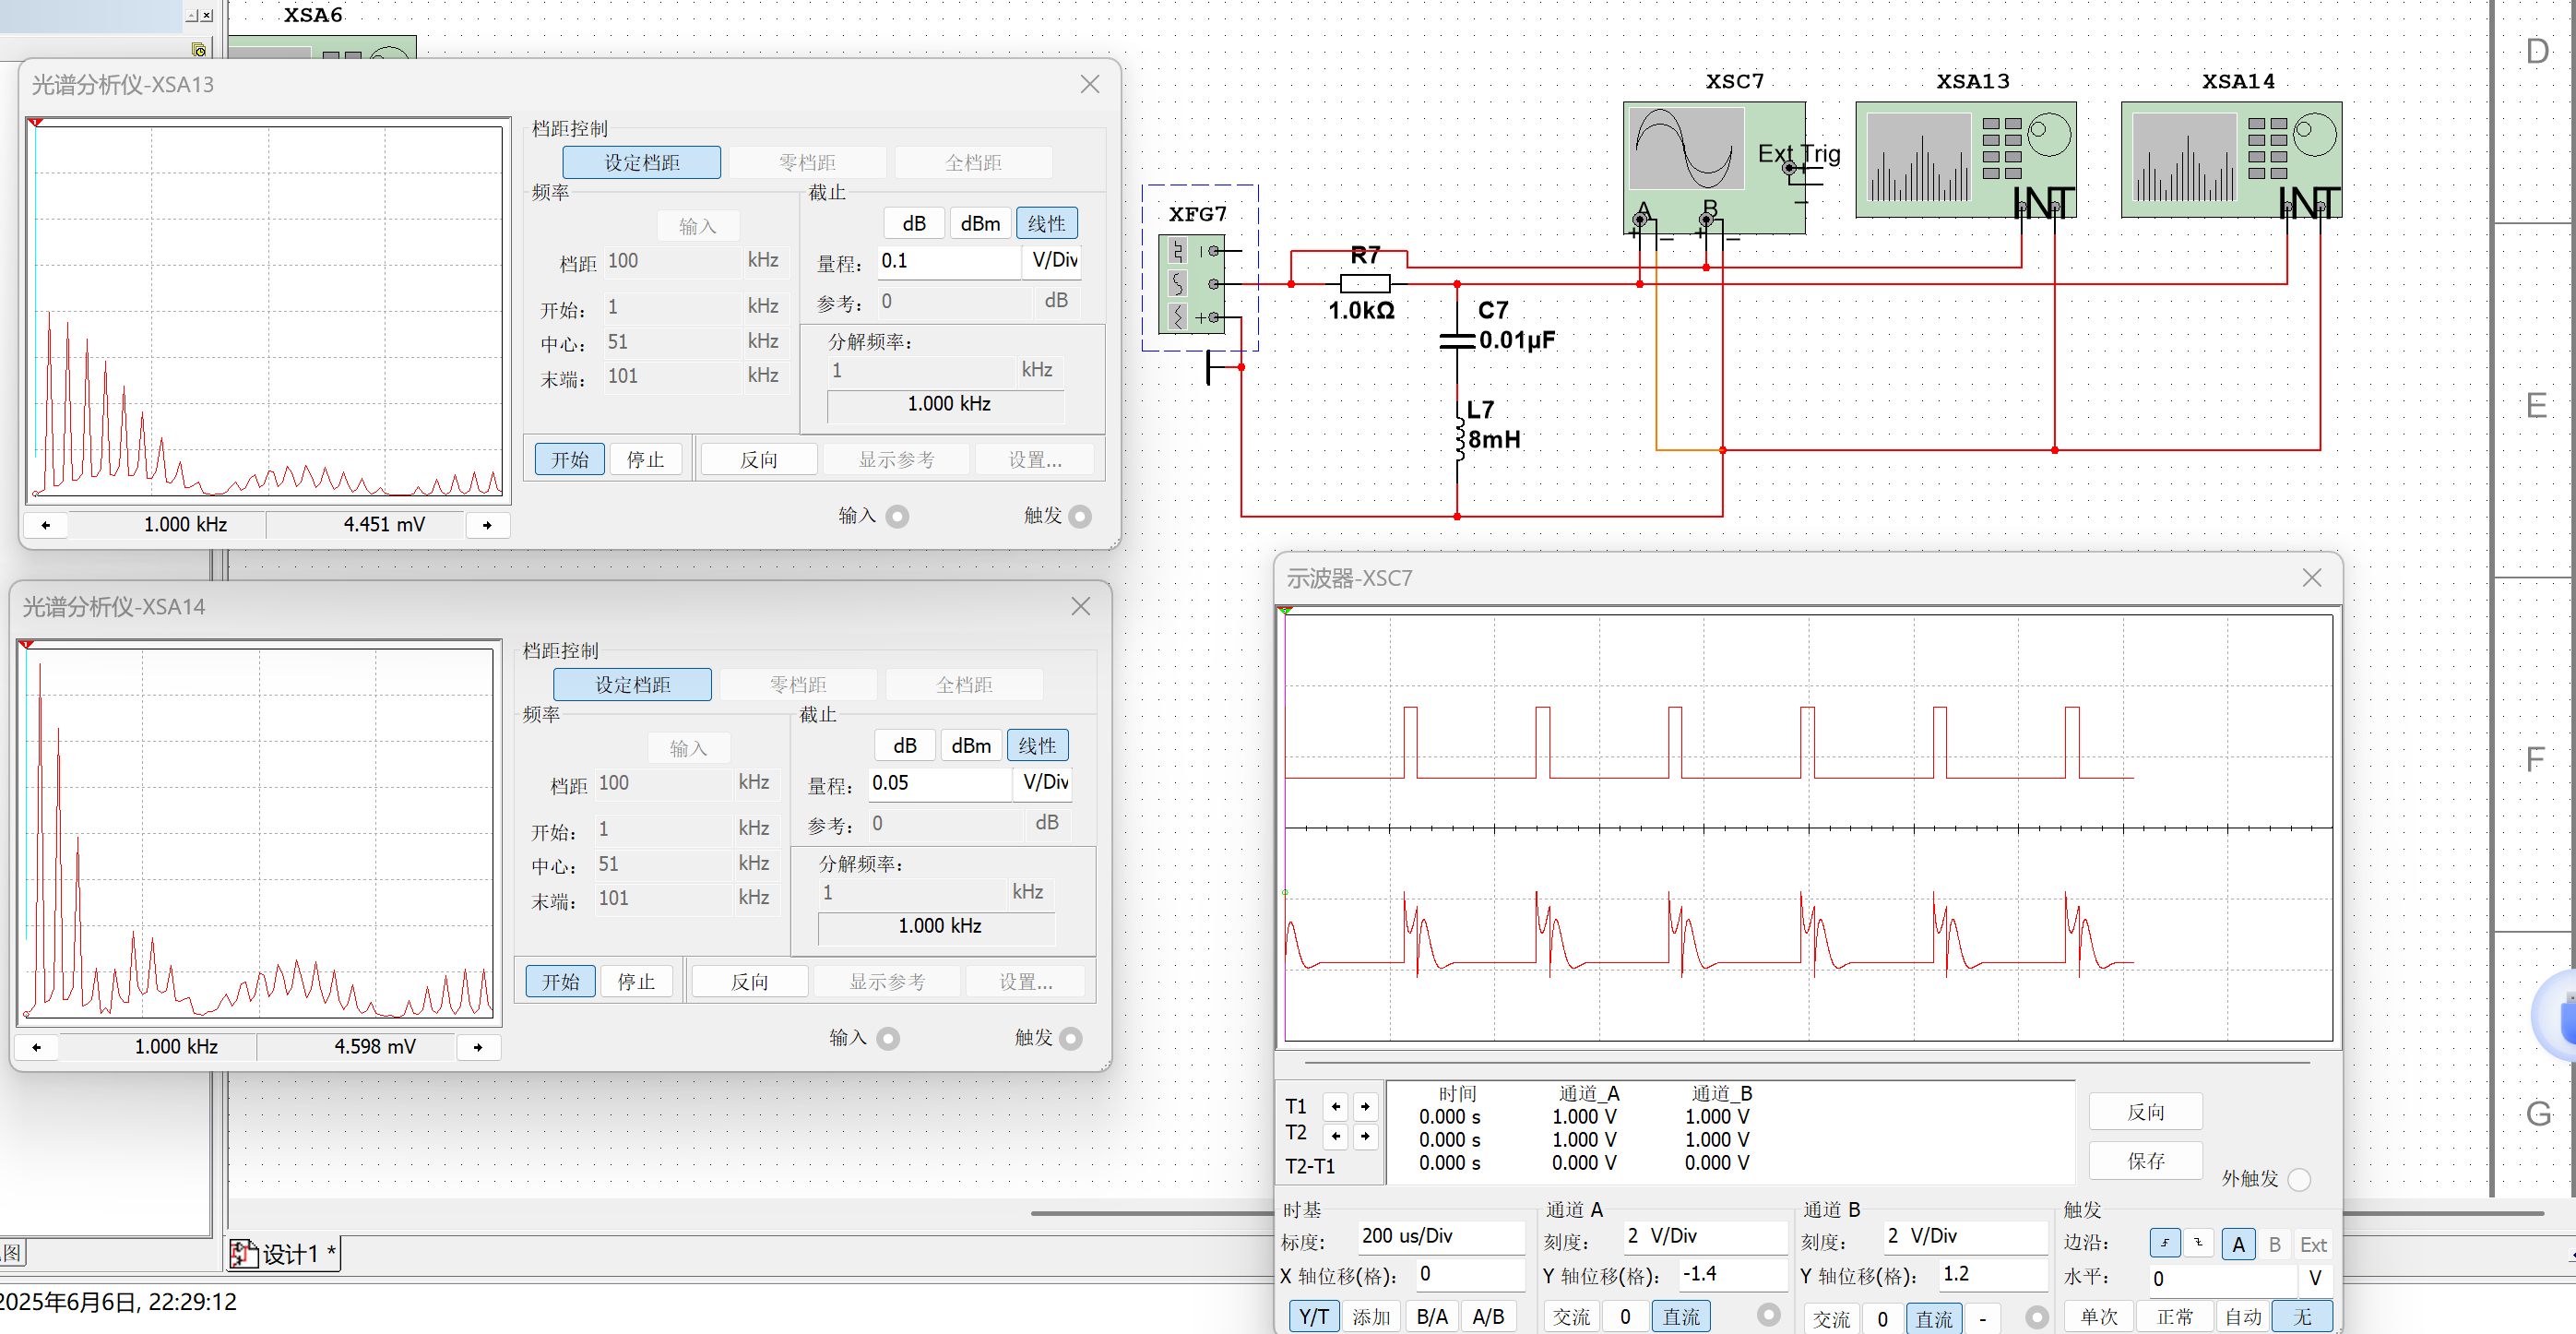 XSA6
光谱分析仪-XSA13
档距控制
设定档距 零档距 全档距
频率
输入
档距 100 kHz
开始: 1 kHz
中心: 51 kHz
末端: 101 kHz
截止
dB dBm 线性
量程: 0.1 V/Div
参考: 0 dB
分解频率:
1 kHz
1.000 kHz
开始 停止 反向 显示参考 设置...
1.000 kHz 4.451 mV
输入 触发
XFG7
R7
1.0kΩ
C7
0.01µF
L7
8mH
XSC7
Ext Trig
A B
XSA13
IN T
XSA14
IN T
D
E
F
G
光谱分析仪-XSA14
档距控制
设定档距 零档距 全档距
频率
输入
档距 100 kHz
开始: 1 kHz
中心: 51 kHz
末端: 101 kHz
截止
dB dBm 线性
量程: 0.05 V/Div
参考: 0 dB
分解频率:
1 kHz
1.000 kHz
开始 停止 反向 显示参考 设置...
1.000 kHz 4.598 mV
输入 触发
示波器-XSC7
时间 通道_A 通道_B
T1 0.000 s 1.000 V 1.000 V
T2 0.000 s 1.000 V 1.000 V
T2-T1 0.000 s 0.000 V 0.000 V
反向
保存
外触发
时基
标度: 200 us/Div
X 轴位移(格): 0
Y/T 添加 B/A A/B
通道 A
刻度: 2 V/Div
Y 轴位移(格): -1.4
交流 0 直流
通道 B
刻度: 2 V/Div
Y 轴位移(格): 1.2
交流 0 直流 -
触发
边沿: A B Ext
水平: 0 V
单次 正常 自动 无
图
设计1 *
2025年6月6日, 22:29:12